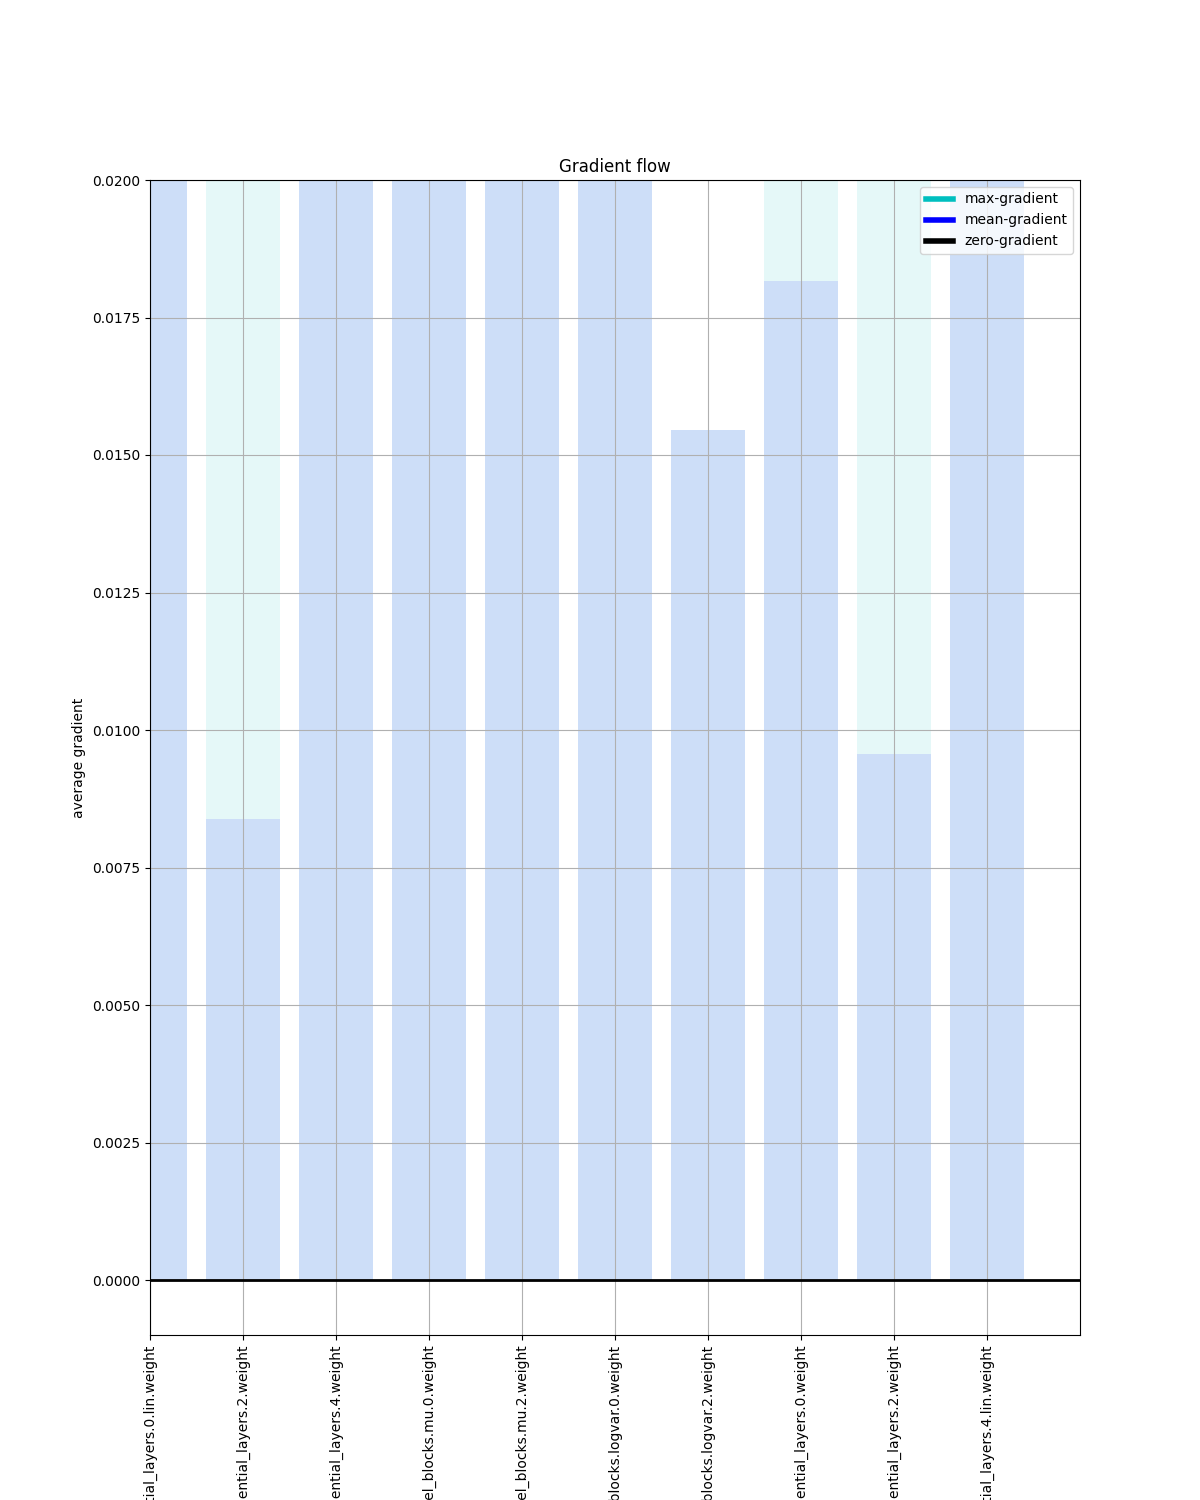 Gradient flow
max-gradient
mean-gradient
zero-gradient
0.0200
0.0175
0.0150
0.0125
0.0100
0.0075
0.0050
0.0025
0.0000
average gradient
tial_layers.0.lin.weight
ential_layers.2.weight
ential_layers.4.weight
el_blocks.mu.0.weight
el_blocks.mu.2.weight
blocks.logvar.0.weight
blocks.logvar.2.weight
ential_layers.0.weight
ential_layers.2.weight
tial_layers.4.lin.weight